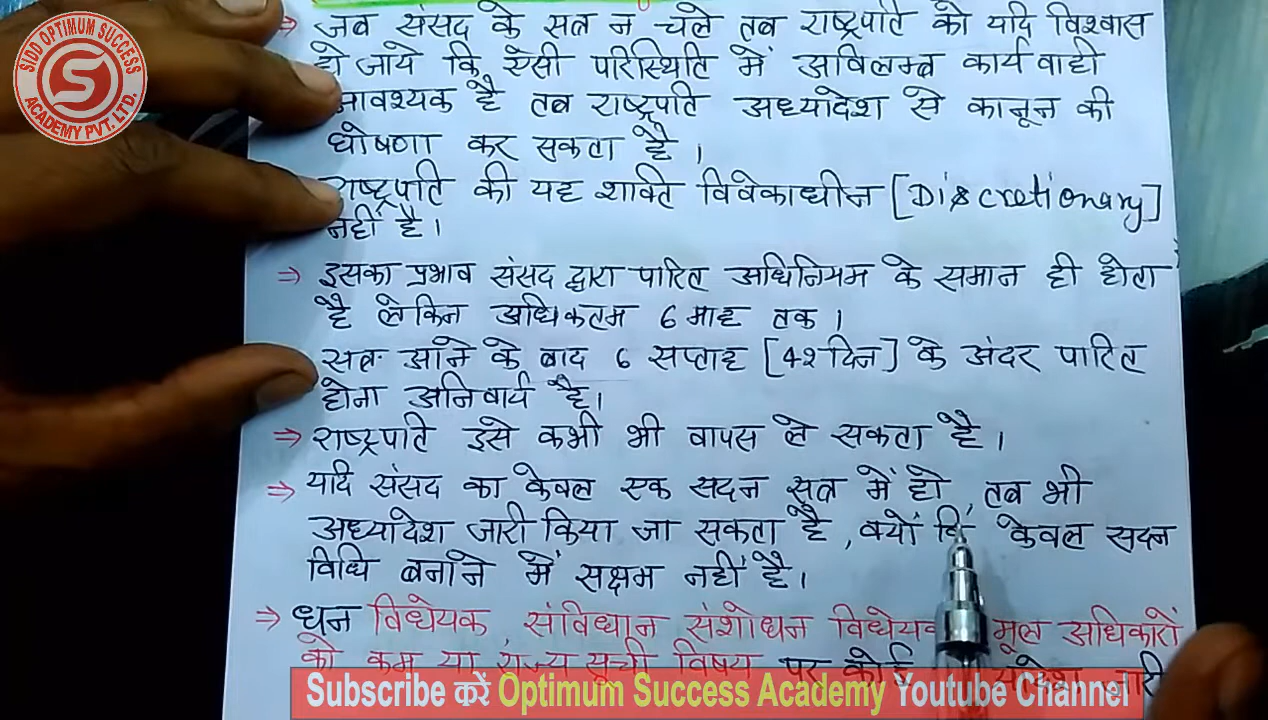 SIDD OPTIMUM SUCCESS
ACADEMY PVT. LTD.
S
⇒ जब संसद के सत्र न चले तब राष्ट्रपति को यदि विश्वास
हो जाये कि ऐसी परिस्थिति में अविलम्ब कार्यवाही
आवश्यक है तब राष्ट्रपति अध्यादेश से कानून की
घोषणा कर सकता है।
राष्ट्रपति की यह शक्ति विवेकाधीन [Discretionary]
नहीं है।
⇒ इसका प्रभाव संसद द्वारा पारित अधिनियम के समान ही होता
है लेकिन अधिकतम 6 माह तक।
सत्र आने के बाद 6 सप्ताह [42 दिन] के अंदर पारित
होना अनिवार्य है।
⇒ राष्ट्रपति इसे कभी भी वापस ले सकता है।
⇒ यदि संसद का केवल एक सदन सत्र में हो, तब भी
अध्यादेश जारी किया जा सकता है, क्यों कि केवल सदन
विधि बनाने में सक्षम नहीं है।
⇒ धन विधेयक, संविधान संशोधन विधेयक मूल अधिकारों
को कम या राज्य सूची विषय पर कोई जारी
Subscribe करें Optimum Success Academy Youtube Channel